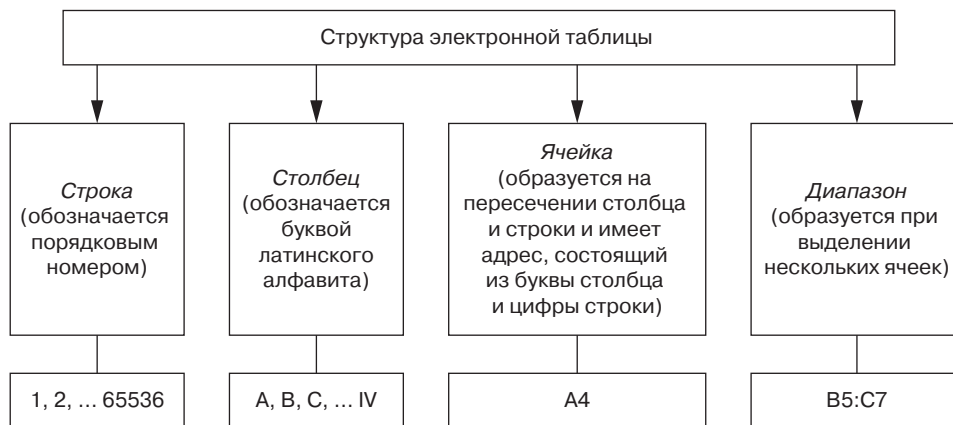 Структура электронной таблицы
Строка
(обозначается
порядковым
номером)
Столбец
(обозначается
буквой
латинского
алфавита)
Ячейка
(образуется на
пересечении столбца
и строки и имеет
адрес, состоящий
из буквы столбца
и цифры строки)
Диапазон
(образуется при
выделении
нескольких ячеек)
1, 2, ... 65536
A, B, C, ... IV
A4
B5:C7